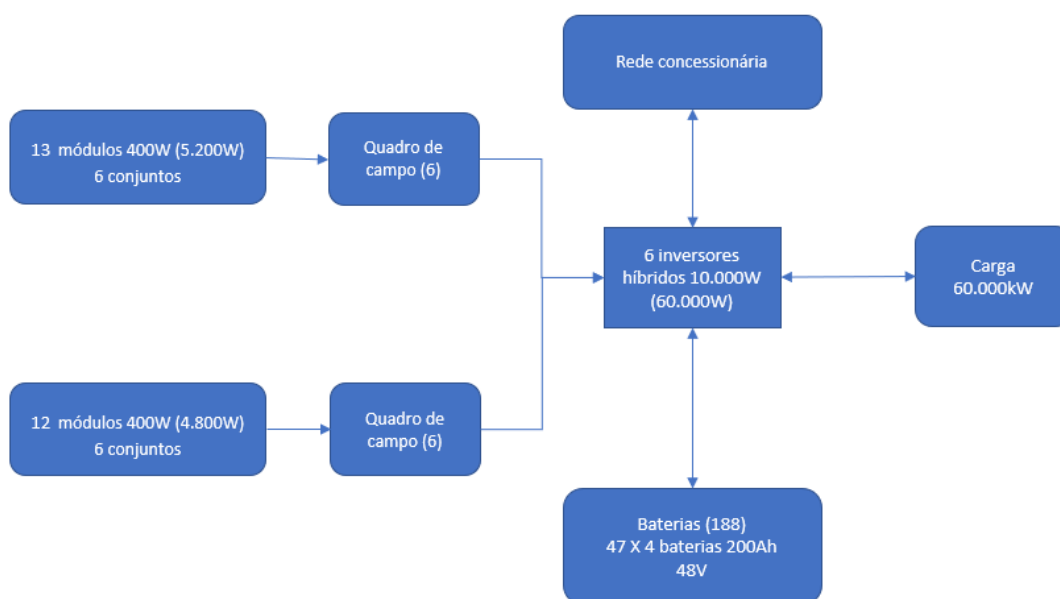 Rede concessionária
13 módulos 400W (5.200W)
6 conjuntos
Quadro de
campo (6)
6 inversores
híbridos 10.000W
(60.000W)
Carga
60.000kW
12 módulos 400W (4.800W)
6 conjuntos
Quadro de
campo (6)
Baterias (188)
47 X 4 baterias 200Ah
48V